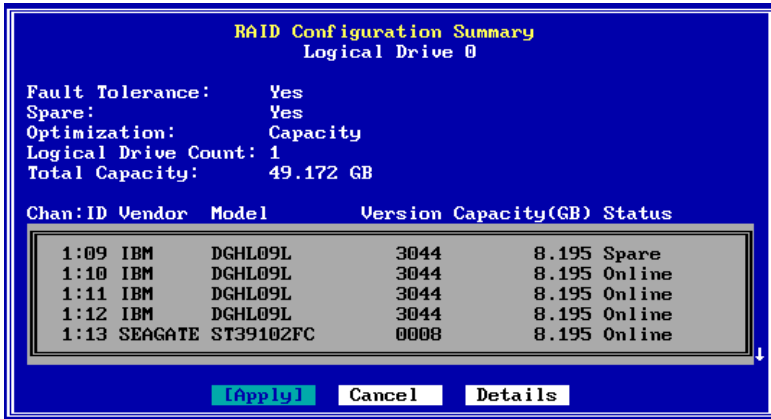 RAID Configuration Summary
Logical Drive 0
Fault Tolerance: Yes
Spare: Yes
Optimization: Capacity
Logical Drive Count: 1
Total Capacity: 49.172 GB
Chan:ID Vendor Model Version Capacity(GB) Status
1:09 IBM DGHL09L 3044 8.195 Spare
1:10 IBM DGHL09L 3044 8.195 Online
1:11 IBM DGHL09L 3044 8.195 Online
1:12 IBM DGHL09L 3044 8.195 Online
1:13 SEAGATE ST39102FC 0008 8.195 Online
[Apply] Cancel Details